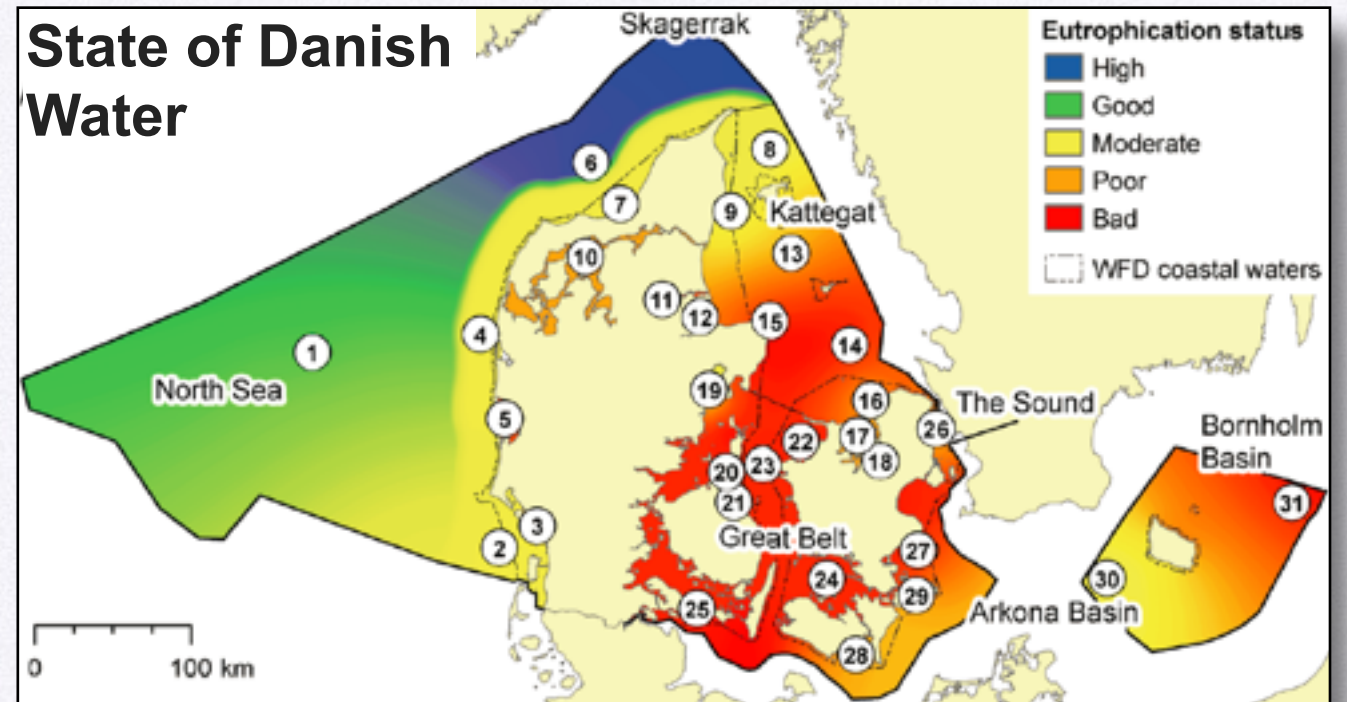 State of Danish
Water
Skagerrak
Eutrophication status
High
Good
Moderate
Poor
Bad
WFD coastal waters
8
6
7
9
Kattegat
10
13
11
12
15
4
14
1
North Sea
19
16
The Sound
5
17
26
22
18
Bornholm
Basin
20
23
21
31
3
Great Belt
2
27
24
30
29
25
Arkona Basin
28
0
100 km